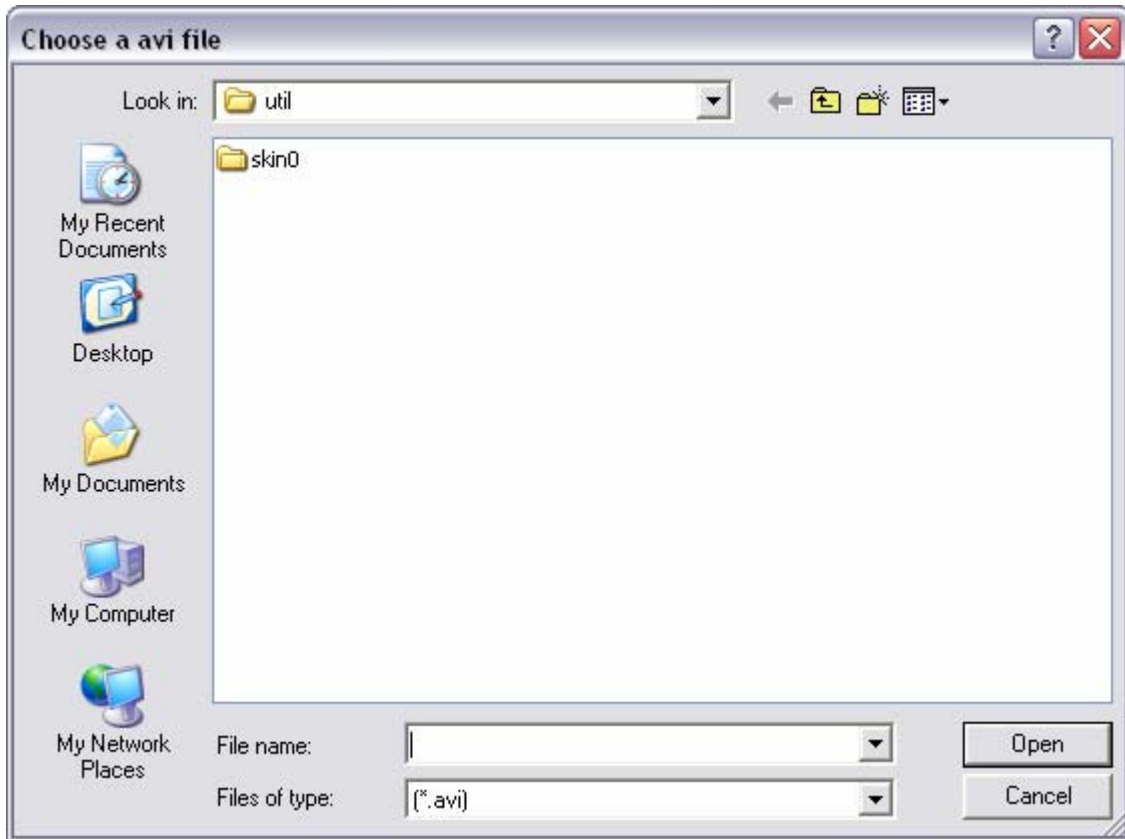 Choose a avi file
?
Look in:
util
skin0
My Recent
Documents
Desktop
My Documents
My Computer
My Network
Places
File name:
Open
Files of type:
(*.avi)
Cancel